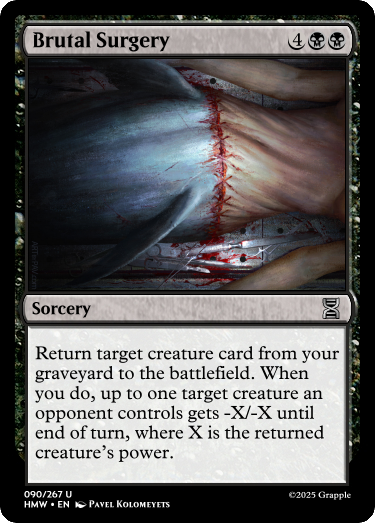 Brutal Surgery 4
Sorcery
Return target creature card from your
graveyard to the battlefield. When
you do, up to one target creature an
opponent controls gets -X/-X until
end of turn, where X is the returned
creature's power.
090/267 U
HMW • EN PAVEL KOLOMEYETS
©2025 Grapple